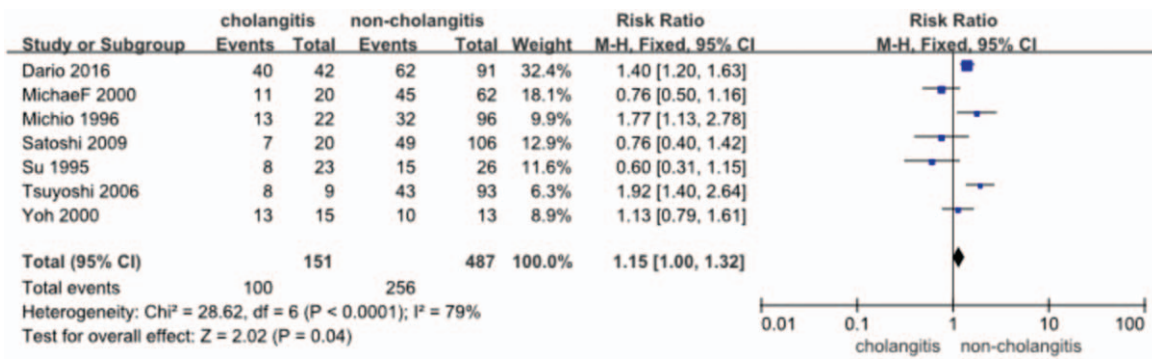 cholangitis non-cholangitis Risk Ratio Risk Ratio
Study or Subgroup Events Total Events Total Weight M-H, Fixed, 95% CI M-H, Fixed, 95% CI
Dario 2016 40 42 62 91 32.4% 1.40 [1.20, 1.63]
MichaeF 2000 11 20 45 62 18.1% 0.76 [0.50, 1.16]
Michio 1996 13 22 32 96 9.9% 1.77 [1.13, 2.78]
Satoshi 2009 7 20 49 106 12.9% 0.76 [0.40, 1.42]
Su 1995 8 23 15 26 11.6% 0.60 [0.31, 1.15]
Tsuyoshi 2006 8 9 43 93 6.3% 1.92 [1.40, 2.64]
Yoh 2000 13 15 10 13 8.9% 1.13 [0.79, 1.61]
Total (95% CI) 151 487 100.0% 1.15 [1.00, 1.32]
Total events 100 256
Heterogeneity: Chi² = 28.62, df = 6 (P < 0.0001); I² = 79%
Test for overall effect: Z = 2.02 (P = 0.04)
0.01 0.1 1 10 100
cholangitis non-cholangitis